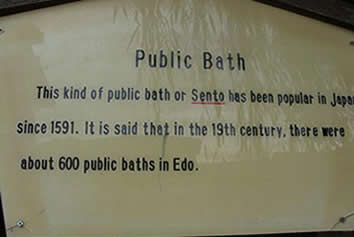 Public Bath
This kind of public bath or Sento has been popular in Japa
since 1591. It is said that in the 19th century, there were
about 600 public baths in Edo.